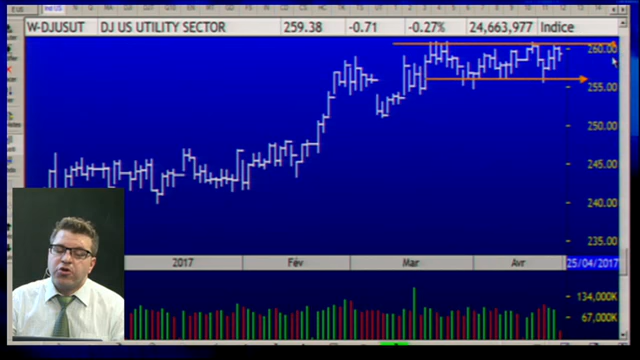 W-DJUSUT DJ US UTILITY SECTOR 259.38 -0.71 -0.27% 24,663,977 Indice
260.00
255.00
250.00
245.00
240.00
235.00
2017 Fév Mar Avr 25/04/2017
134,000K
67,000K